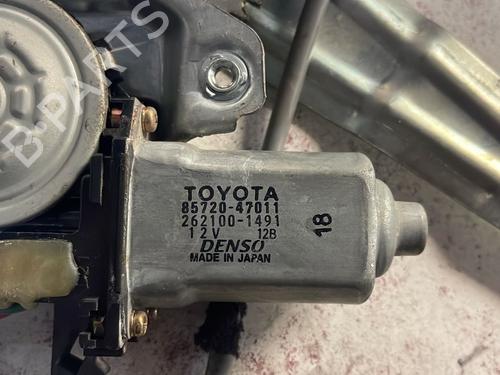 B-PARTS
TOYOTA
85720-47011
262100-1491
12V 12B
DENSO
MADE IN JAPAN
18